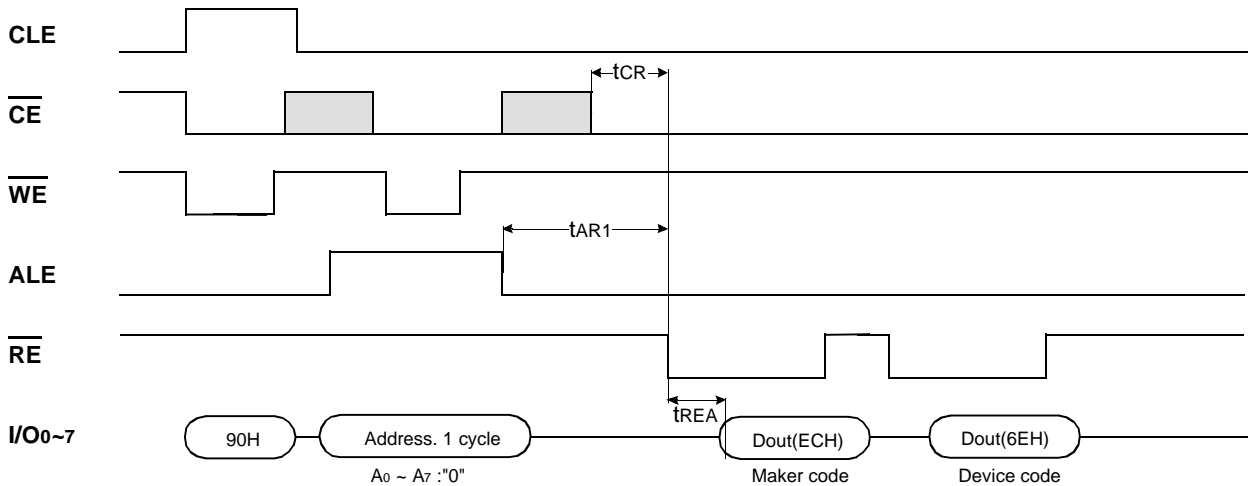 CLE
tCR
CE
WE
tAR1
ALE
RE
tREA
I/O0~7
90H
Address. 1 cycle
Dout(ECH)
Dout(6EH)
A0 ~ A7 :"0"
Maker code
Device code